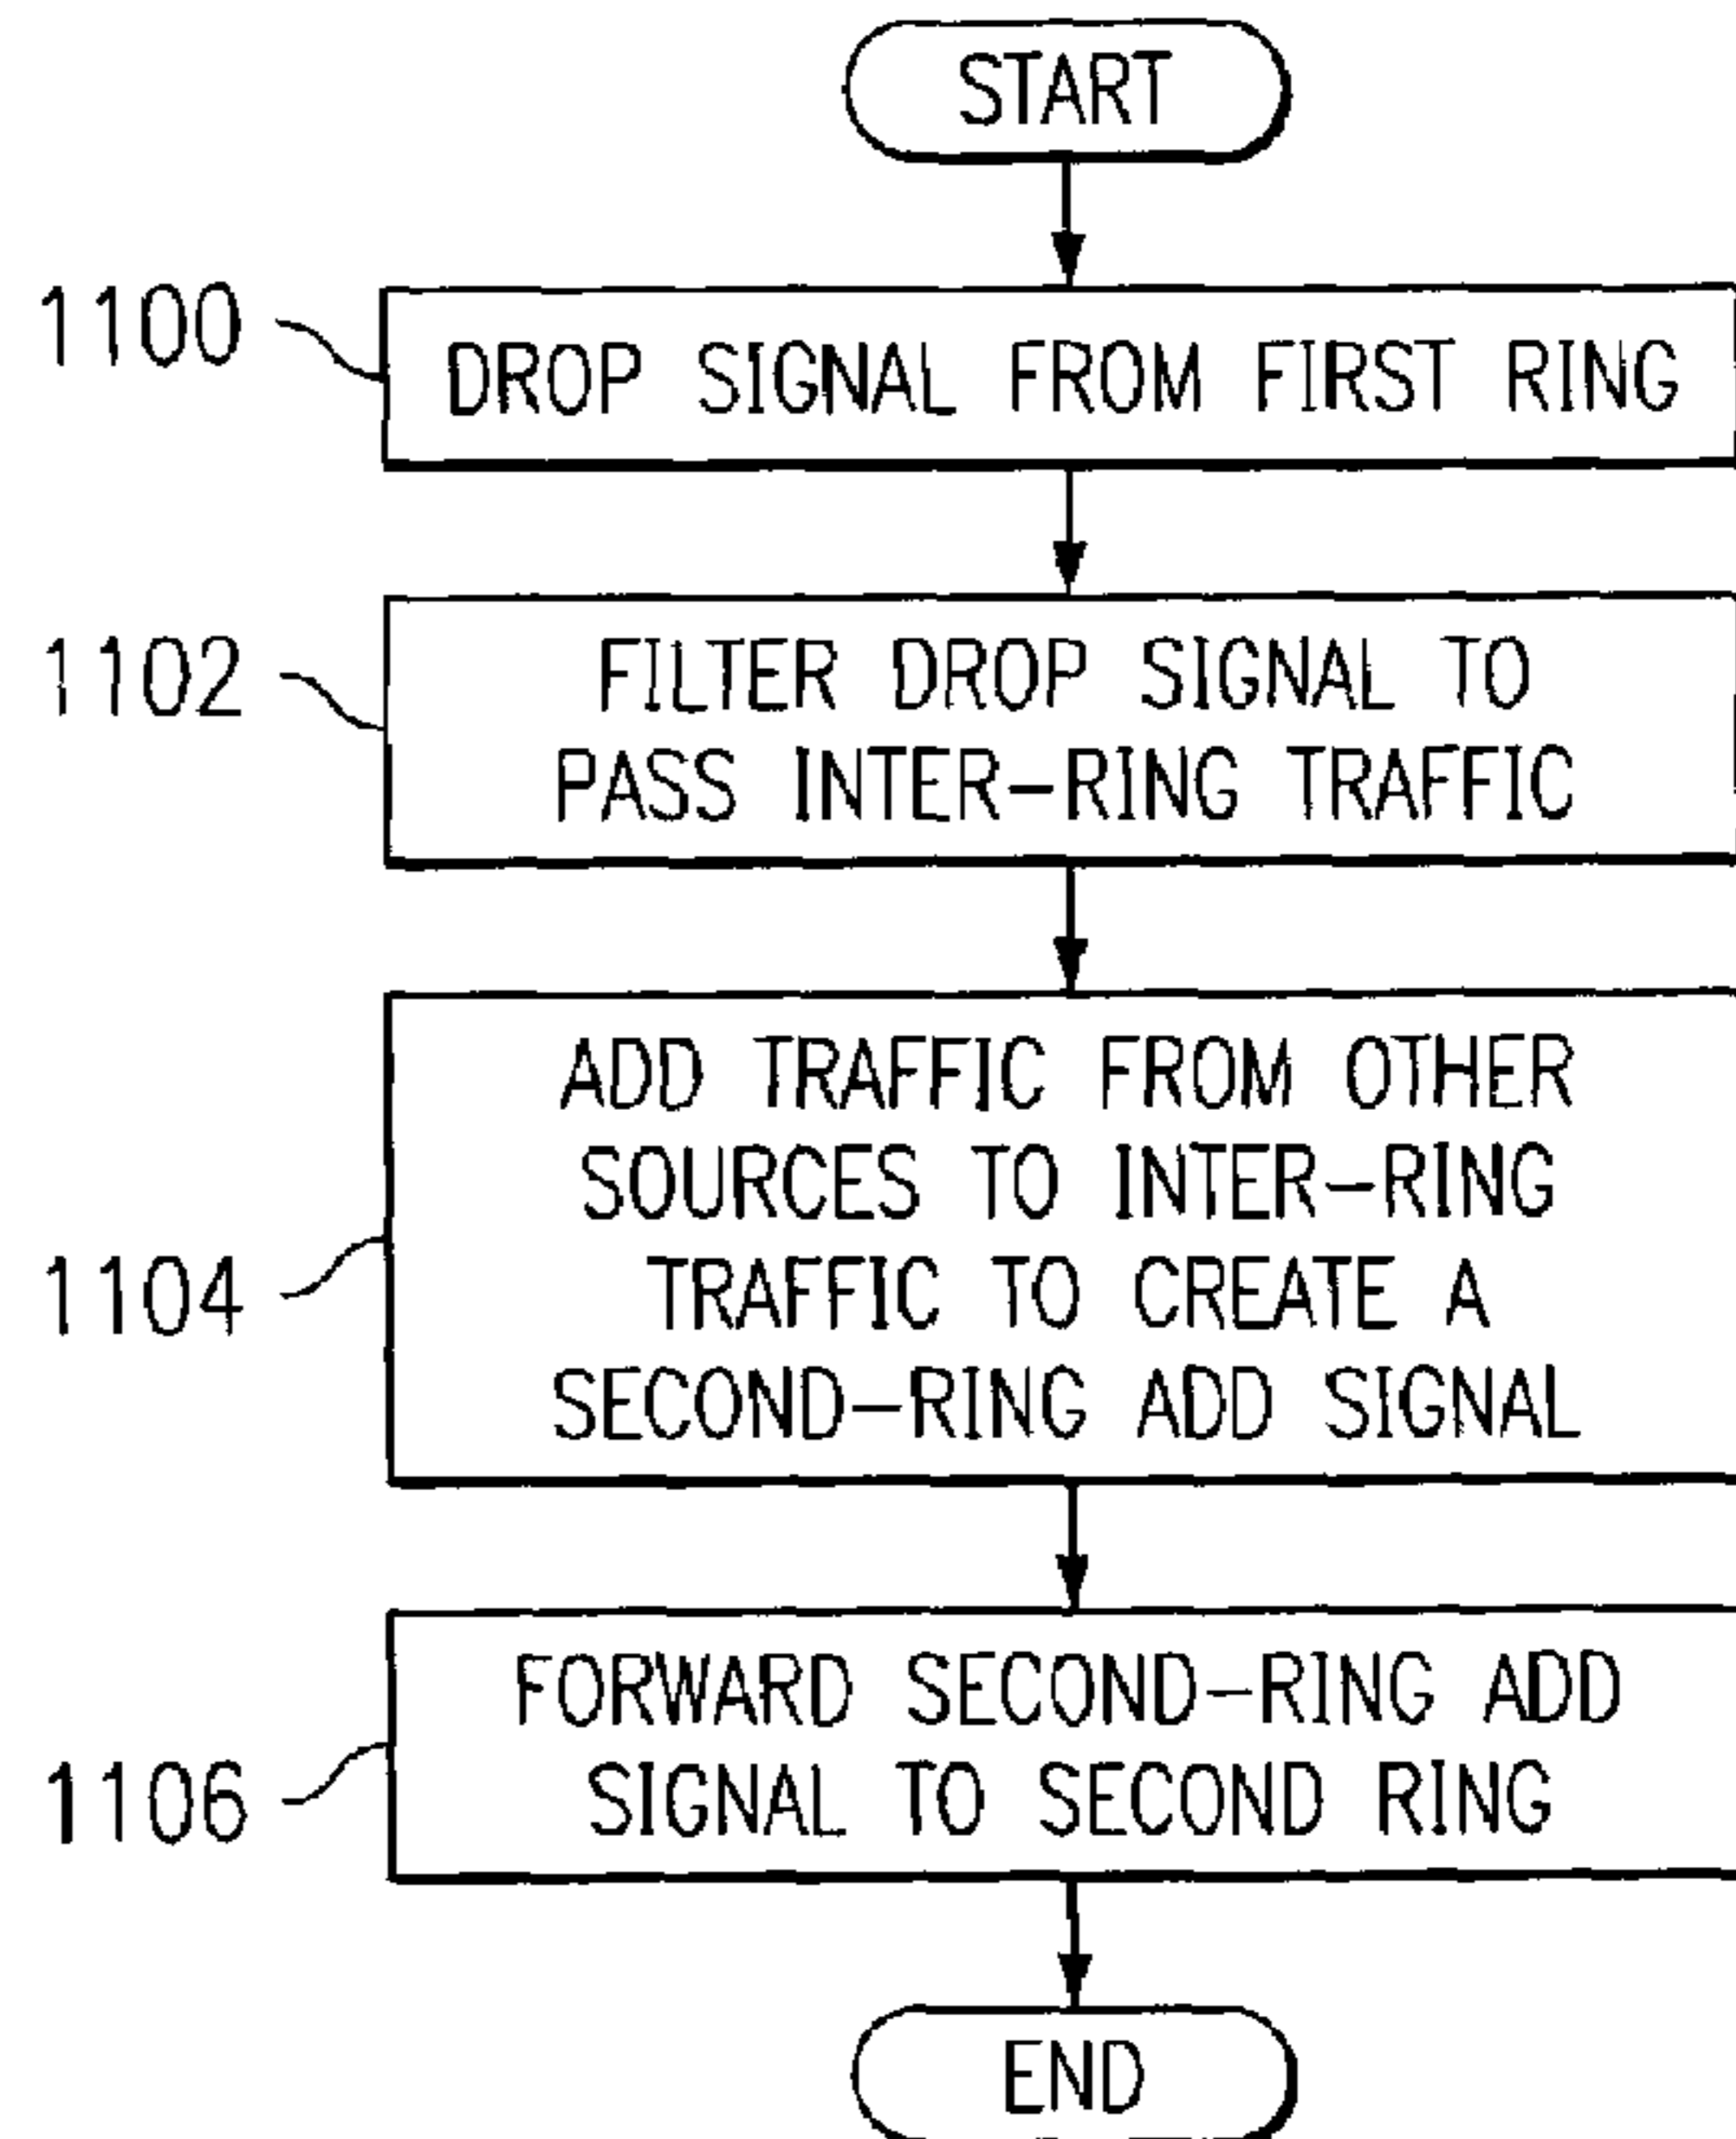 START
1100
DROP SIGNAL FROM FIRST RING
1102
FILTER DROP SIGNAL TO
PASS INTER-RING TRAFFIC
1104
ADD TRAFFIC FROM OTHER
SOURCES TO INTER-RING
TRAFFIC TO CREATE A
SECOND-RING ADD SIGNAL
1106
FORWARD SECOND-RING ADD
SIGNAL TO SECOND RING
END